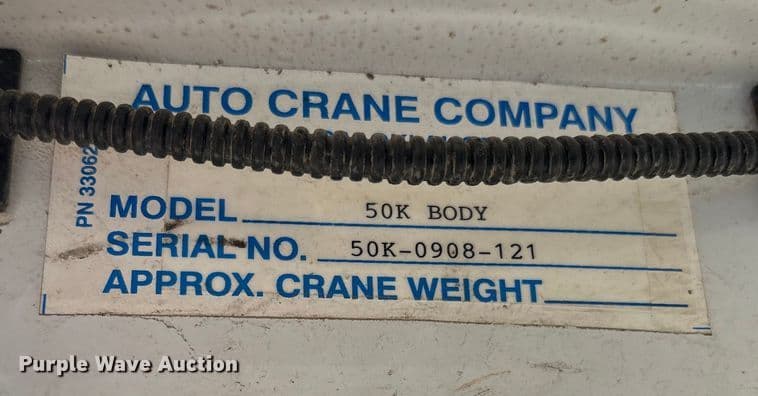 AUTO CRANE COMPANY
MODEL 50K BODY
SERIAL NO. 50K-0908-121
APPROX. CRANE WEIGHT
PN 33062
Purple Wave Auction